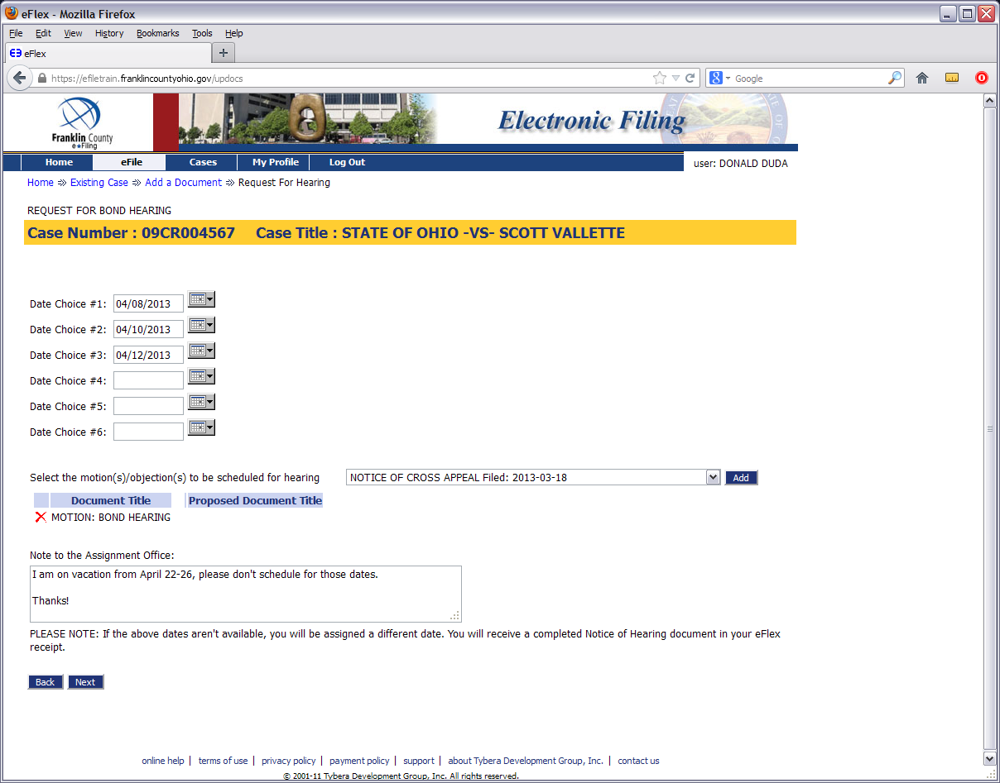 eFlex - Mozilla Firefox
File Edit View History Bookmarks Tools Help
eFlex
https://efiletrain.franklincountyohio.gov/updocs
Google
Franklin County
e★Filing
Electronic Filing
Home eFile Cases My Profile Log Out
user: DONALD DUDA
Home ⇒ Existing Case ⇒ Add a Document ⇒ Request For Hearing
REQUEST FOR BOND HEARING
Case Number : 09CR004567 Case Title : STATE OF OHIO -VS- SCOTT VALLETTE
Date Choice #1: 04/08/2013
Date Choice #2: 04/10/2013
Date Choice #3: 04/12/2013
Date Choice #4:
Date Choice #5:
Date Choice #6:
Select the motion(s)/objection(s) to be scheduled for hearing NOTICE OF CROSS APPEAL Filed: 2013-03-18 Add
Document Title Proposed Document Title
MOTION: BOND HEARING
Note to the Assignment Office:
I am on vacation from April 22-26, please don't schedule for those dates.
Thanks!
PLEASE NOTE: If the above dates aren't available, you will be assigned a different date. You will receive a completed Notice of Hearing document in your eFlex
receipt.
Back Next
online help | terms of use | privacy policy | payment policy | support | about Tybera Development Group, Inc. | contact us
© 2001-11 Tybera Development Group, Inc. All rights reserved.